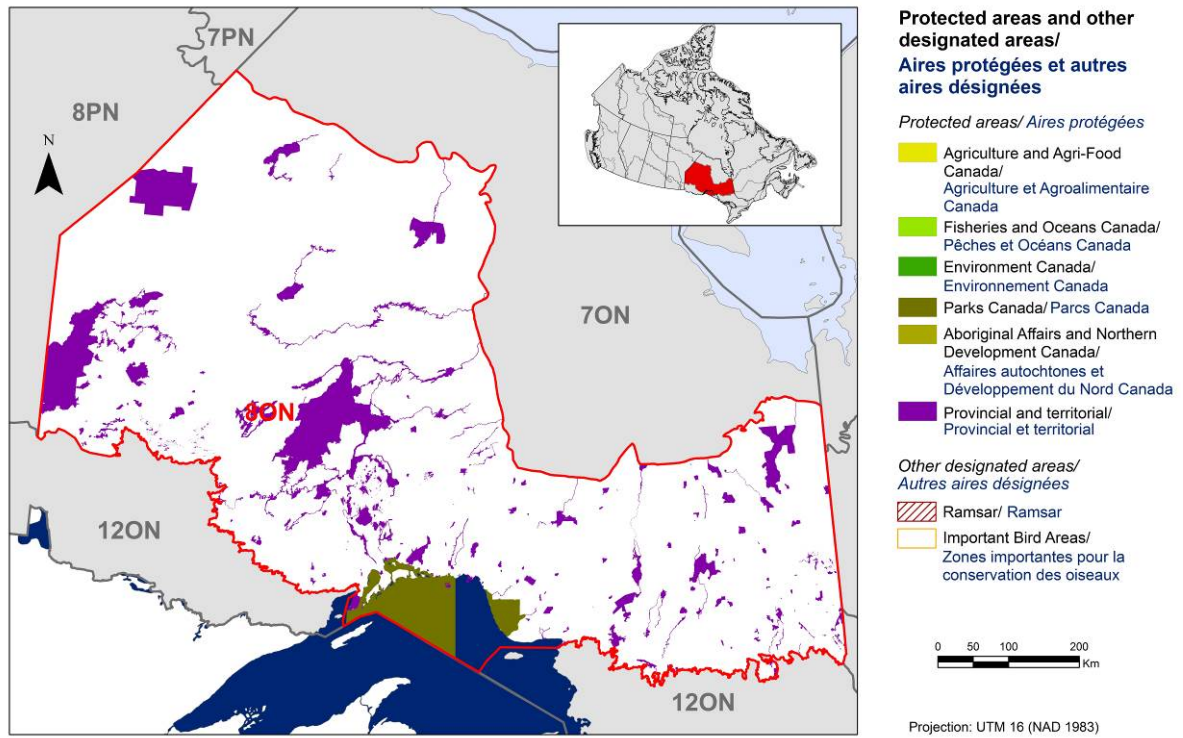 7PN
8PN
N
7ON
8ON
12ON
12ON
Protected areas and other
designated areas/
Aires protégées et autres
aires désignées
Protected areas/ Aires protégées
Agriculture and Agri-Food
Canada/
Agriculture et Agroalimentaire
Canada
Fisheries and Oceans Canada/
Pêches et Océans Canada
Environment Canada/
Environnement Canada
Parks Canada/ Parcs Canada
Aboriginal Affairs and Northern
Development Canada/
Affaires autochtones et
Développement du Nord Canada
Provincial and territorial/
Provincial et territorial
Other designated areas/
Autres aires désignées
Ramsar/ Ramsar
Important Bird Areas/
Zones importantes pour la
conservation des oiseaux
0 50 100 200
Km
Projection: UTM 16 (NAD 1983)